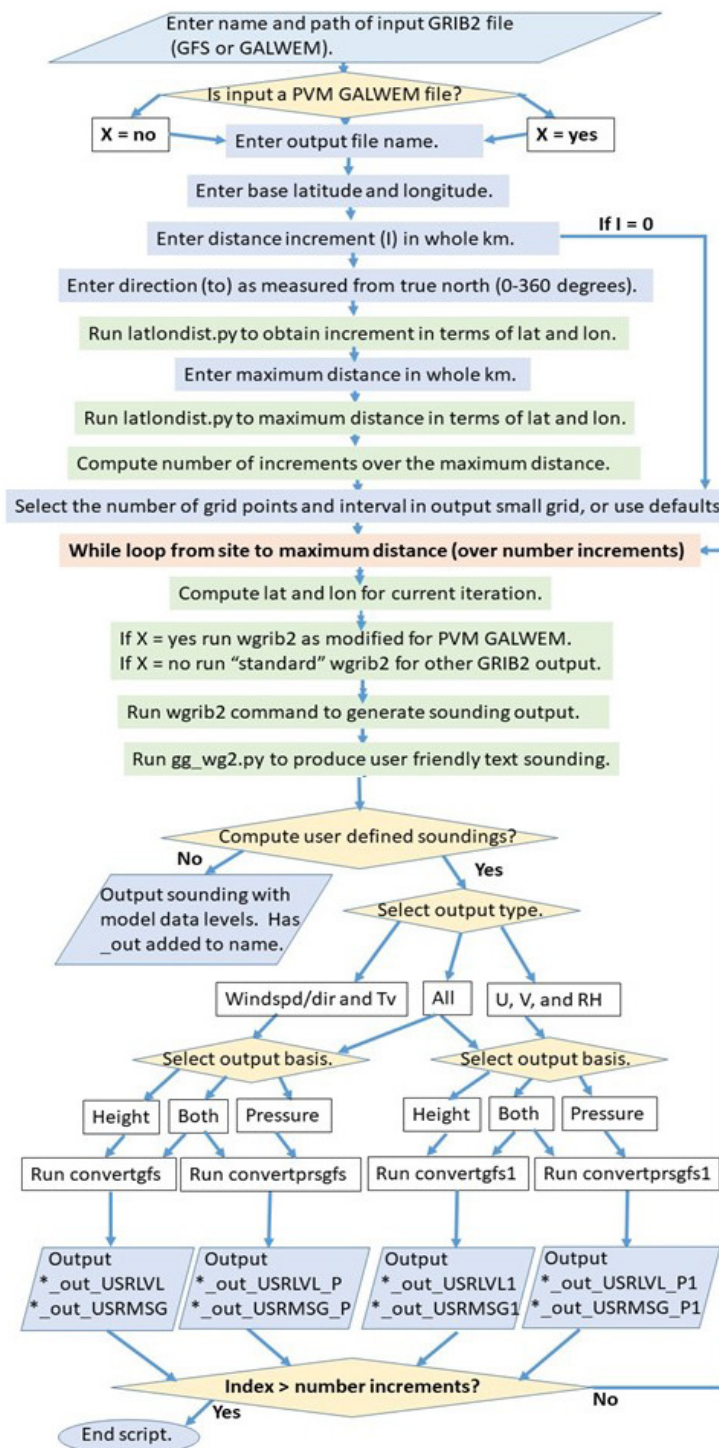 Enter name and path of input GRIB2 file
(GFS or GALWEM).
Is input a PVM GALWEM file?
X = no
X = yes
Enter output file name.
Enter base latitude and longitude.
Enter distance increment (I) in whole km.
If I = 0
Enter direction (to) as measured from true north (0-360 degrees).
Run latlondist.py to obtain increment in terms of lat and lon.
Enter maximum distance in whole km.
Run latlondist.py to maximum distance in terms of lat and lon.
Compute number of increments over the maximum distance.
Select the number of grid points and interval in output small grid, or use defaults
While loop from site to maximum distance (over number increments)
Compute lat and lon for current iteration.
If X = yes run wgrib2 as modified for PVM GALWEM.
If X = no run “standard” wgrib2 for other GRIB2 output.
Run wgrib2 command to generate sounding output.
Run gg_wg2.py to produce user friendly text sounding.
Compute user defined soundings?
No
Yes
Output sounding with
model data levels. Has
_out added to name.
Select output type.
Windspd/dir and Tv
All
U, V, and RH
Select output basis.
Select output basis.
Height
Both
Pressure
Height
Both
Pressure
Run convertgfs
Run convertprsgfs
Run convertgfs1
Run convertprsgfs1
Output
*_out_USRLVL
*_out_USRMSG
Output
*_out_USRLVL_P
*_out_USRMSG_P
Output
*_out_USRLVL1
*_out_USRMSG1
Output
*_out_USRLVL_P1
*_out_USRMSG_P1
Index > number increments?
No
Yes
End script.